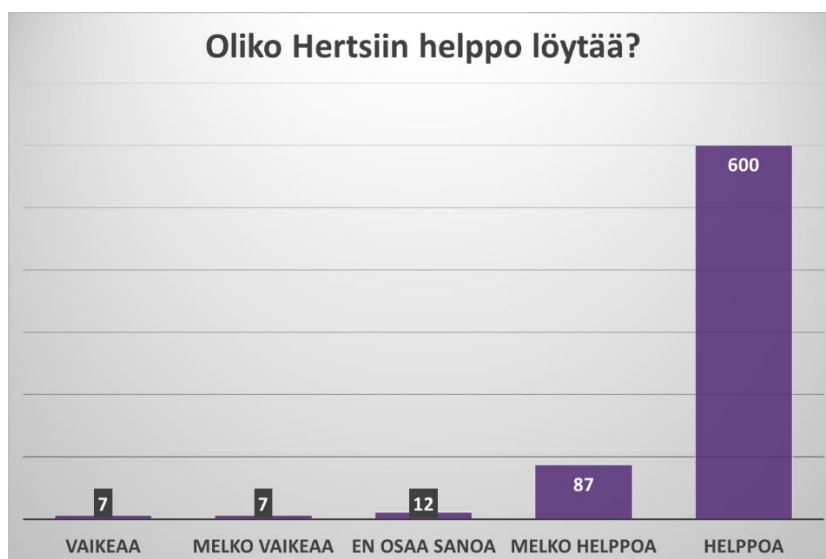 Oliko Hertsiin helppo löytää?
600
87
7
7
12
VAIKEAA
MELKO VAIKEAA
EN OSAA SANOA
MELKO HELPPOA
HELPPOA